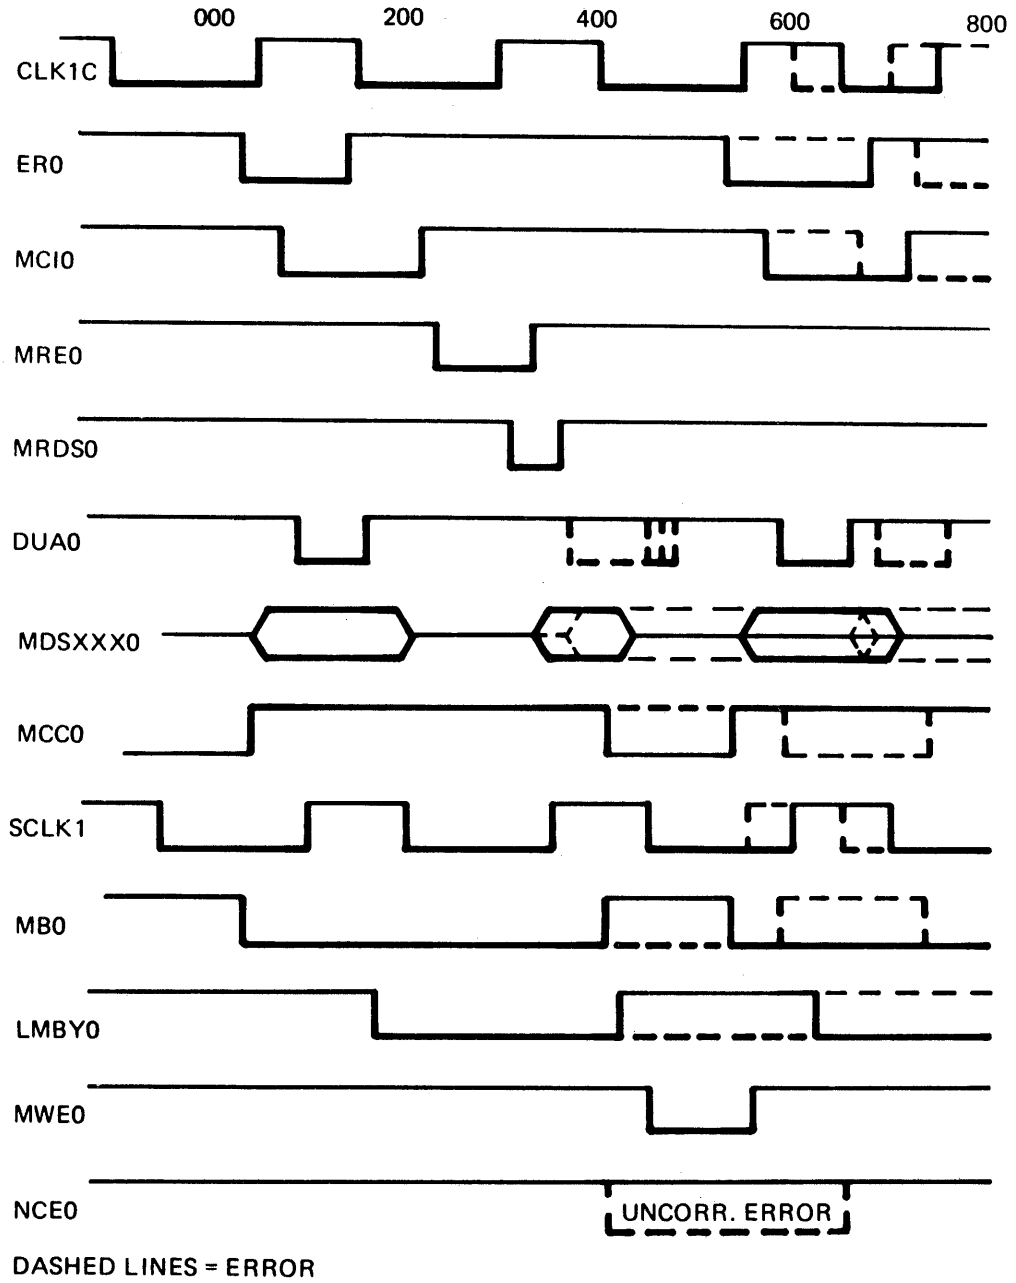 000 200 400 600 800
CLK1C
ER0
MCI0
MRE0
MRDS0
DUA0
MDSXXX0
MCC0
SCLK1
MB0
LMBY0
MWE0
NCE0
UNCORR. ERROR
DASHED LINES = ERROR